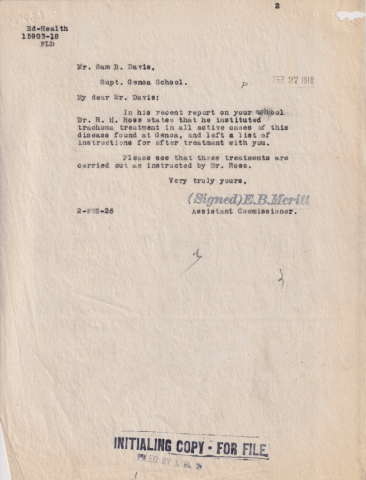 2
Ed-Health
15903-18
FLD
Mr. Sam B. Davis,
Supt. Genoa School.
FEB 27 1918
My dear Mr. Davis:
In his recent report on your school
Dr. R. H. Ross states that he instituted
trachoma treatment in all active cases of this
disease found at Genoa, and left a list of
instructions for after treatment with you.
Please see that these treatments are
carried out as instructed by Dr. Ross.
Very truly yours,
(Signed) E. B. Meritt
2-WEB-26
Assistant Commissioner.
INITIALING COPY - FOR FILE
FILED BY